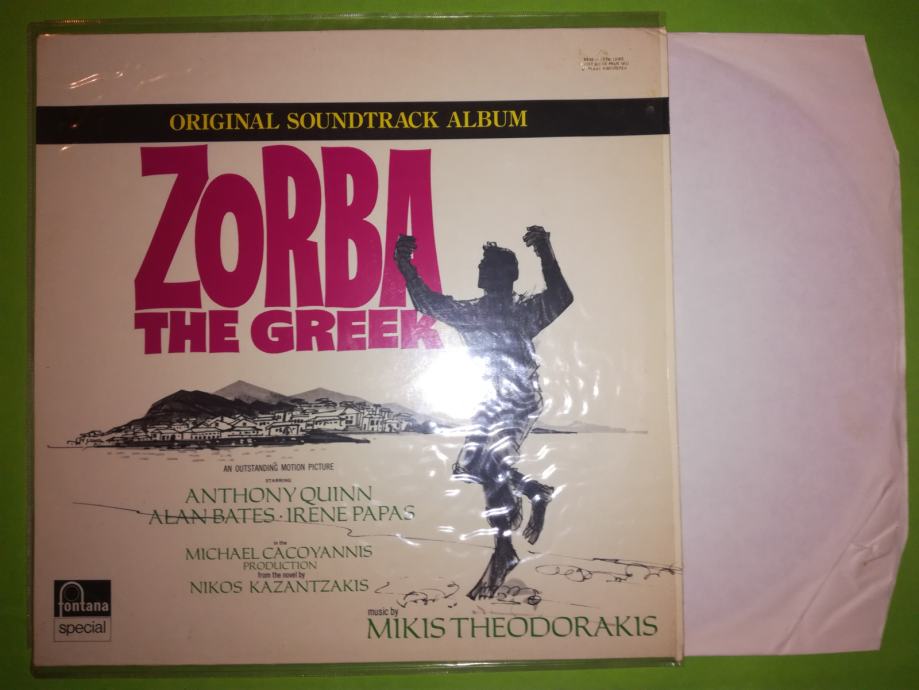 ORIGINAL SOUNDTRACK ALBUM
ZORBA
THE GREEK
AN OUTSTANDING MOTION PICTURE
STARRING
ANTHONY QUINN
ALAN BATES · IRENE PAPAS
in the
MICHAEL CACOYANNIS
PRODUCTION
from the novel by
NIKOS KAZANTZAKIS
music by
MIKIS THEODORAKIS
fontana
special